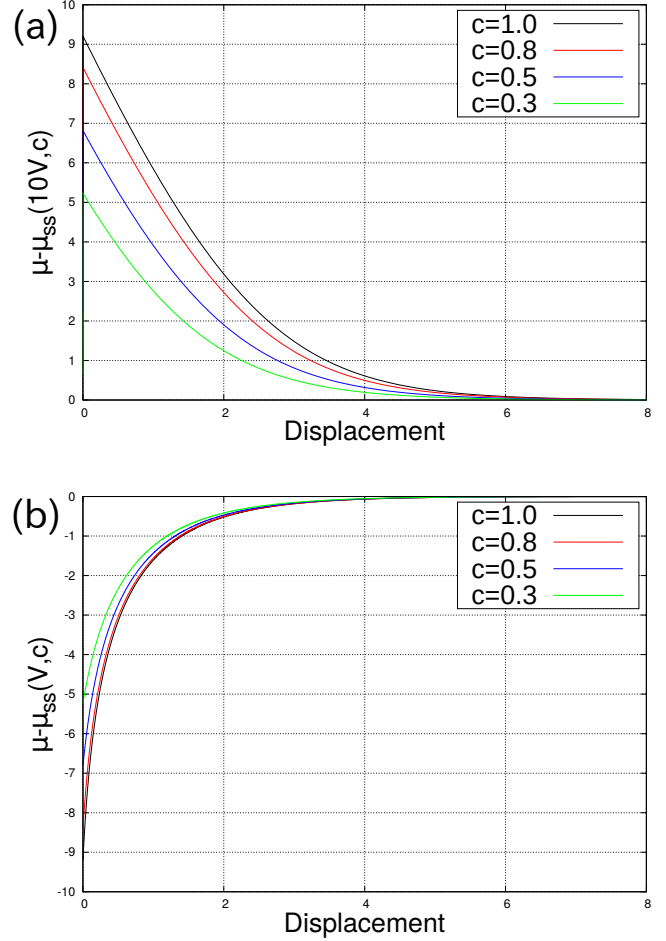 (a)
10
9
8
7
6
5
4
3
2
1
0
μ-μss(10V,c)
c=1.0
c=0.8
c=0.5
c=0.3
0 2 4 6 8
Displacement
(b)
0
-1
-2
-3
-4
-5
-6
-7
-8
-9
-10
μ-μss(V,c)
c=1.0
c=0.8
c=0.5
c=0.3
0 2 4 6 8
Displacement